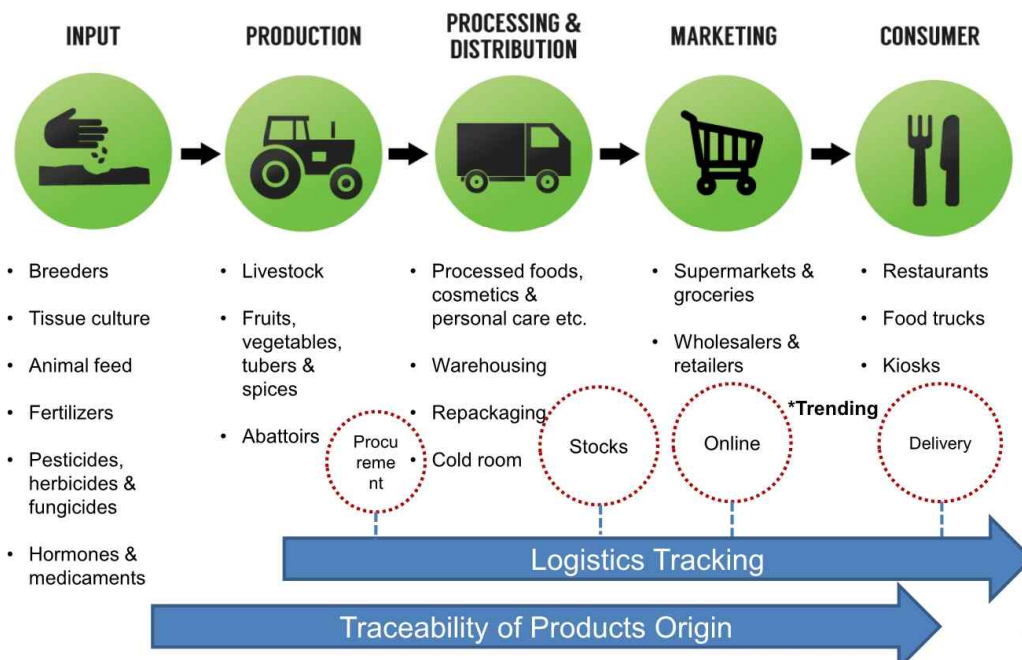 INPUT
PRODUCTION
PROCESSING &
DISTRIBUTION
MARKETING
CONSUMER
• Breeders
• Tissue culture
• Animal feed
• Fertilizers
• Pesticides,
herbicides &
fungicides
• Hormones &
medicaments
• Livestock
• Fruits,
vegetables,
tubers &
spices
• Abattoirs
• Processed foods,
cosmetics &
personal care etc.
• Warehousing
• Repackaging
• Cold room
• Supermarkets &
groceries
• Wholesalers &
retailers
• Restaurants
• Food trucks
• Kiosks
Procu
reme
nt
Stocks
Online
*Trending
Delivery
Logistics Tracking
Traceability of Products Origin